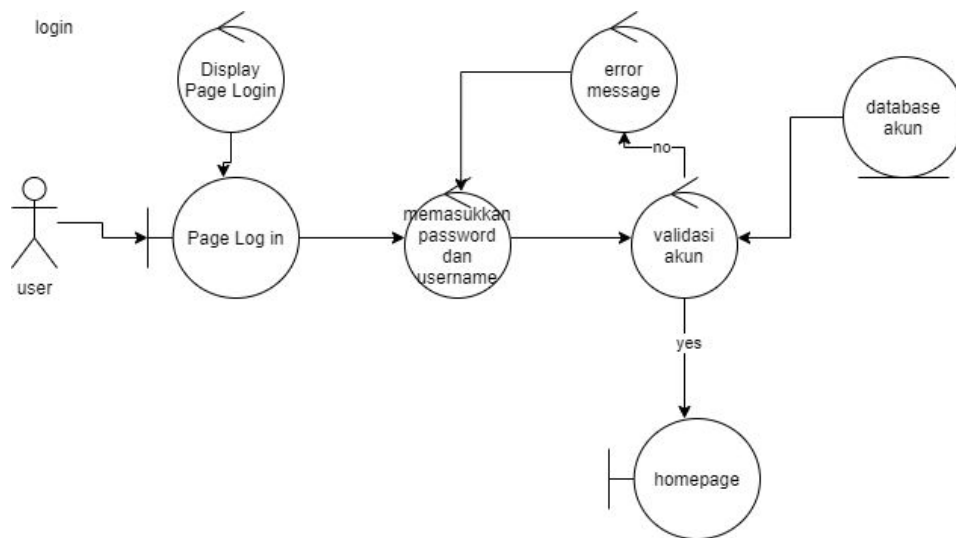 login
Display
Page Login
error
message
database
akun
no
user
Page Log in
memasukkan
password
dan
username
validasi
akun
yes
homepage